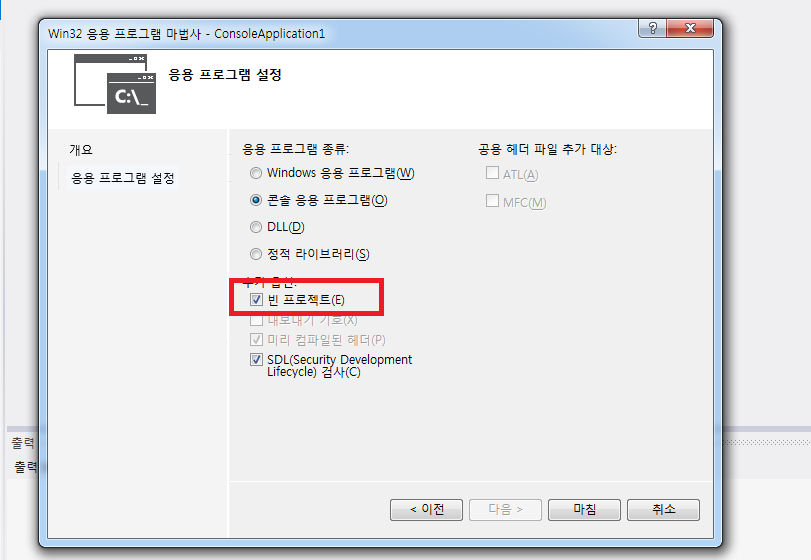 Win32 응용 프로그램 마법사 - ConsoleApplication1
C:\_
응용 프로그램 설정
개요
응용 프로그램 설정
응용 프로그램 종류:
Windows 응용 프로그램(W)
콘솔 응용 프로그램(O)
DLL(D)
정적 라이브러리(S)
추가 옵션:
빈 프로젝트(E)
내보내기 기호(X)
미리 컴파일된 헤더(P)
SDL(Security Development
Lifecycle) 검사(C)
공용 헤더 파일 추가 대상:
ATL(A)
MFC(M)
출력
출력
< 이전
다음 >
마침
취소